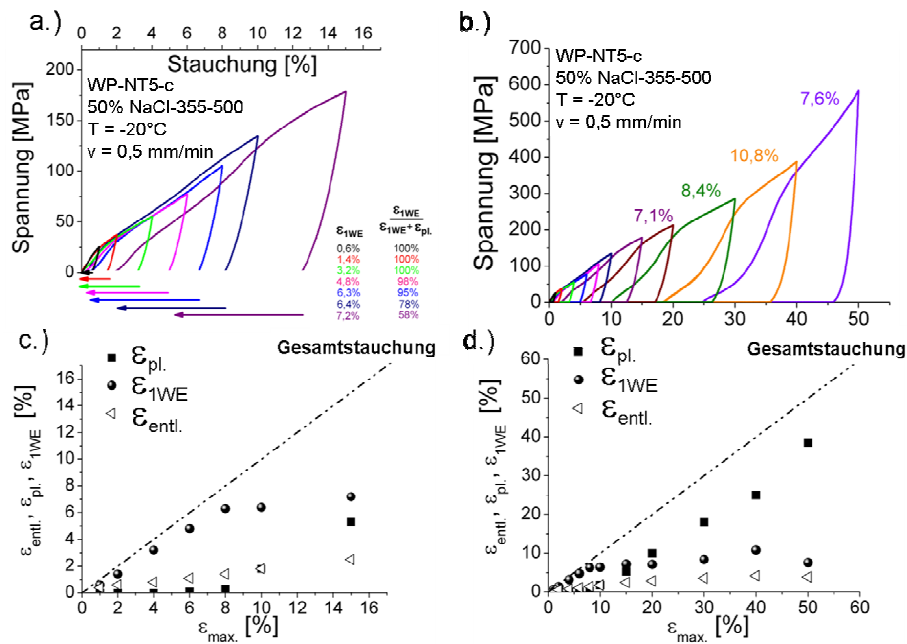 a.)
0 2 4 6 8 10 12 14 16
Stauchung [%]
200
150
100
50
0
Spannung [MPa]
WP-NT5-c
50% NaCl-355-500
T = -20°C
v = 0,5 mm/min
ε1WE
ε1WE
ε1WE+εpl.
0,6% 100%
1,4% 100%
3,2% 100%
4,8% 98%
6,3% 95%
6,4% 78%
7,2% 58%
b.)
700
600
500
400
300
200
100
0
Spannung [MPa]
WP-NT5-c
50% NaCl-355-500
T = -20°C
v = 0,5 mm/min
7,6%
10,8%
8,4%
7,1%
0 10 20 30 40 50
c.)
Gesamtstauchung
εpl.
ε1WE
εentl.
16
14
12
10
8
6
4
2
0
εentl., εpl., ε1WE [%]
0 2 4 6 8 10 12 14 16
εmax. [%]
d.)
Gesamtstauchung
εpl.
ε1WE
εentl.
60
50
40
30
20
10
0
εentl., εpl., ε1WE [%]
0 10 20 30 40 50 60
εmax. [%]